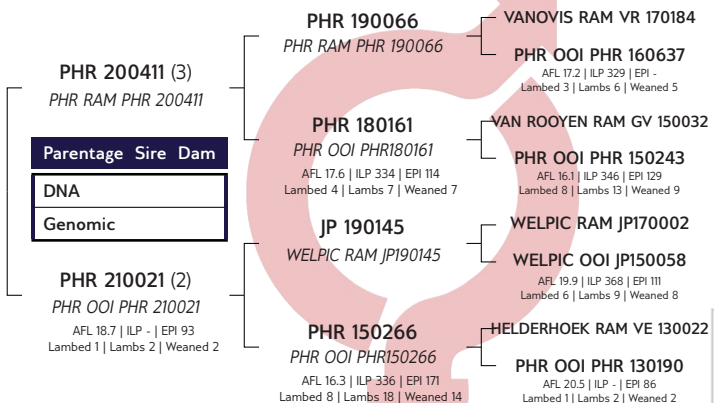 PHR 200411 (3)
PHR RAM PHR 200411
Parentage Sire Dam
DNA
Genomic
PHR 210021 (2)
PHR OOI PHR 210021
AFL 18.7 | ILP - | EPI 93
Lambed 1 | Lambs 2 | Weaned 2
PHR 190066
PHR RAM PHR 190066
PHR 180161
PHR OOI PHR180161
AFL 17.6 | ILP 334 | EPI 114
Lambed 4 | Lambs 7 | Weaned 7
JP 190145
WELPIC RAM JP190145
PHR 150266
PHR OOI PHR150266
AFL 16.3 | ILP 336 | EPI 171
Lambed 8 | Lambs 18 | Weaned 14
VANOVIS RAM VR 170184
PHR OOI PHR 160637
AFL 17.2 | ILP 329 | EPI -
Lambed 3 | Lambs 6 | Weaned 5
VAN ROOYEN RAM GV 150032
PHR OOI PHR 150243
AFL 16.1 | ILP 346 | EPI 129
Lambed 8 | Lambs 13 | Weaned 9
WELPIC RAM JP170002
WELPIC OOI JP150058
AFL 19.9 | ILP 368 | EPI 111
Lambed 6 | Lambs 9 | Weaned 8
HELDERHOEK RAM VE 130022
PHR OOI PHR 130190
AFL 20.5 | ILP - | EPI 86
Lambed 1 | Lambs 2 | Weaned 2